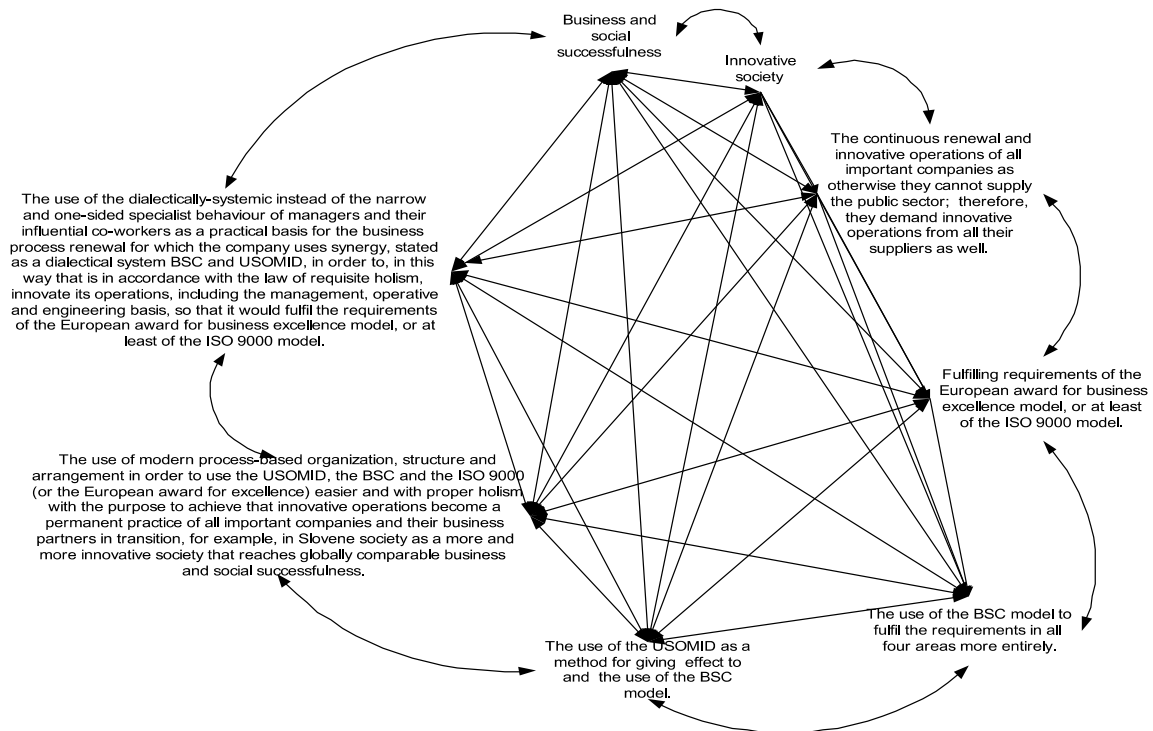 Business and
social
successfulness
Innovative
society
The continuous renewal and
innovative operations of all
important companies as
otherwise they cannot supply
the public sector; therefore,
they demand innovative
operations from all their
suppliers as well.
The use of the dialectically-systemic instead of the narrow
and one-sided specialist behaviour of managers and their
influential co-workers as a practical basis for the business
process renewal for which the company uses synergy, stated
as a dialectical system BSC and USOMID, in order to, in this
way that is in accordance with the law of requisite holism,
innovate its operations, including the management, operative
and engineering basis, so that it would fulfil the requirements
of the European award for business excellence model, or at
least of the ISO 9000 model.
Fulfilling requirements of the
European award for business
excellence model, or at least
of the ISO 9000 model.
The use of modern process-based organization, structure and
arrangement in order to use the USOMID, the BSC and the ISO 9000
(or the European award for excellence) easier and with proper holism
with the purpose to achieve that innovative operations become a
permanent practice of all important companies and their business
partners in transition, for example, in Slovene society as a more and
more innovative society that reaches globally comparable business
and social successfulness.
The use of the BSC model to
fulfil the requirements in all
four areas more entirely.
The use of the USOMID as a
method for giving effect to
and the use of the BSC
model.